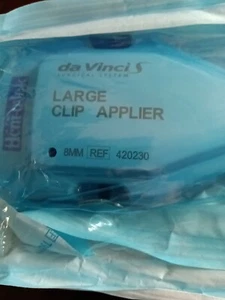 da Vinci S
SURGICAL SYSTEM
LARGE
CLIP APPLIER
8MM REF 420230